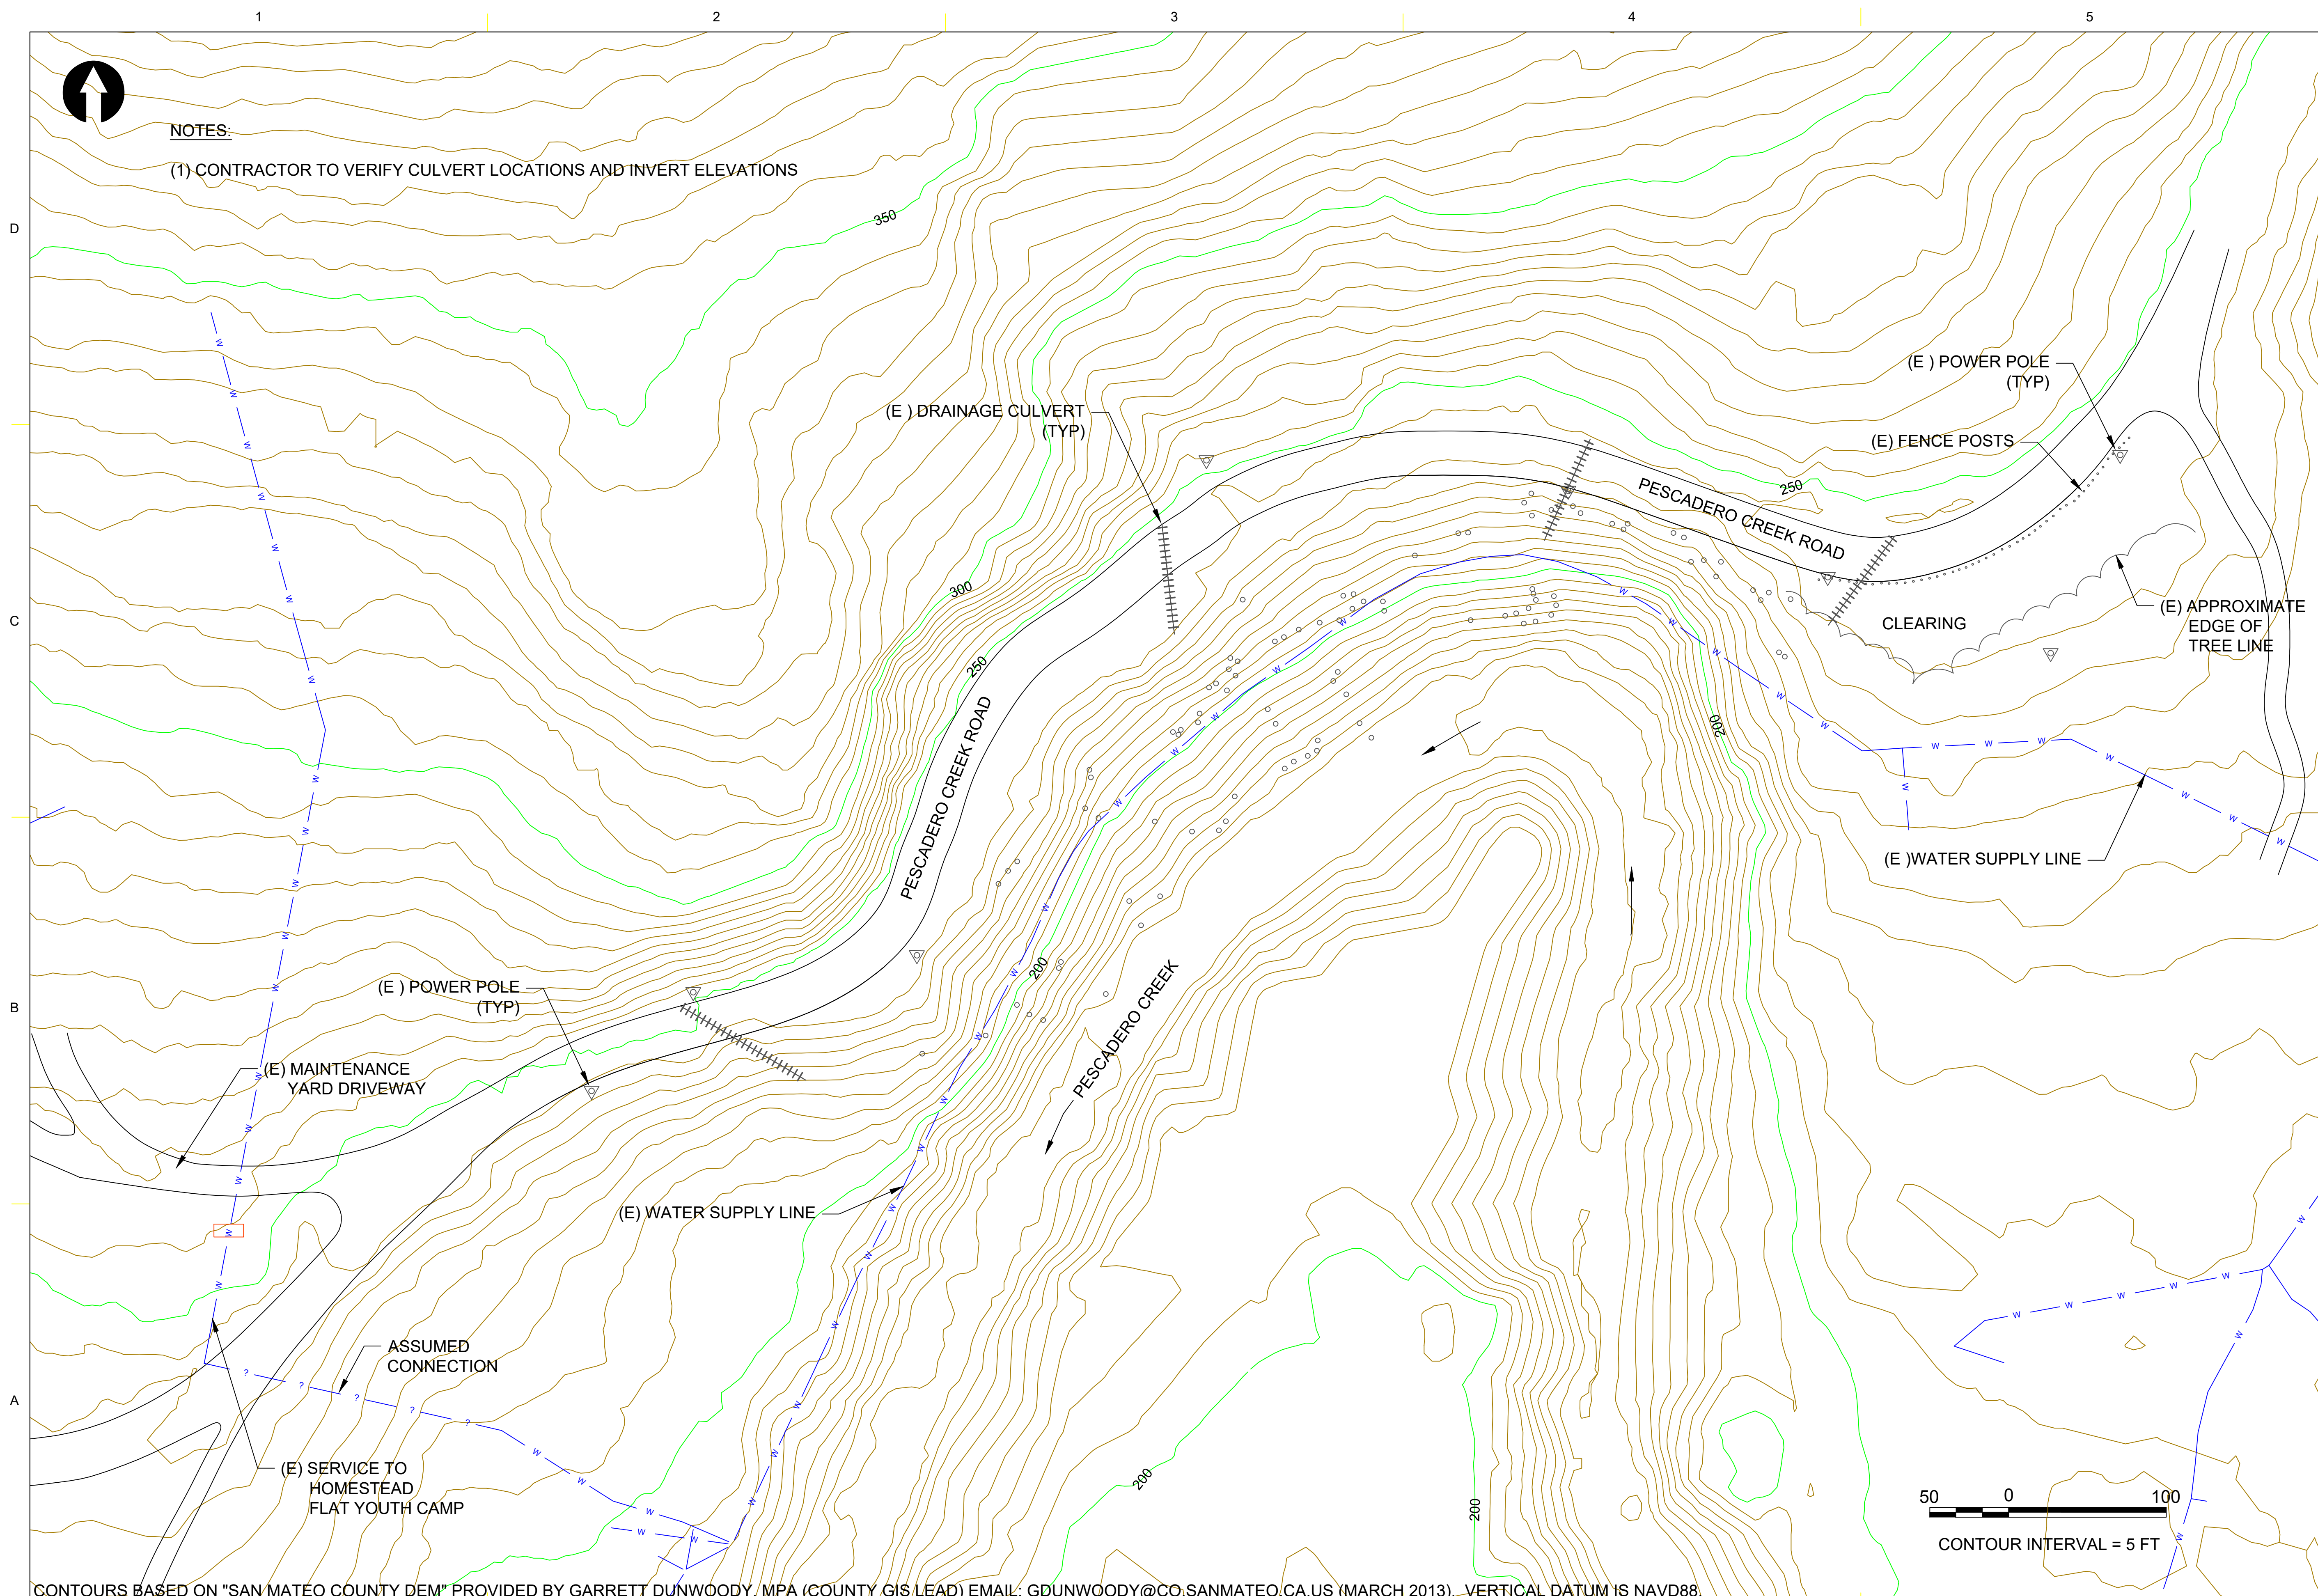 1 2 3 4 5
NOTES:
(1) CONTRACTOR TO VERIFY CULVERT LOCATIONS AND INVERT ELEVATIONS
D
350
(E ) POWER POLE
(TYP)
(E ) DRAINAGE CULVERT
(TYP)
(E) FENCE POSTS
250
PESCADERO CREEK ROAD
300
C
CLEARING
(E) APPROXIMATE
EDGE OF
TREE LINE
250
PESCADERO CREEK ROAD
200
(E )WATER SUPPLY LINE
200
PESCADERO CREEK
(E ) POWER POLE
(TYP)
B
(E) MAINTENANCE
YARD DRIVEWAY
(E) WATER SUPPLY LINE
ASSUMED
CONNECTION
A
(E) SERVICE TO
HOMESTEAD
FLAT YOUTH CAMP
200
200
50 0 100
CONTOUR INTERVAL = 5 FT
CONTOURS BASED ON "SAN MATEO COUNTY DEM" PROVIDED BY GARRETT DUNWOODY, MPA (COUNTY GIS LEAD) EMAIL: GDUNWOODY@CO.SANMATEO.CA.US (MARCH 2013). VERTICAL DATUM IS NAVD88.